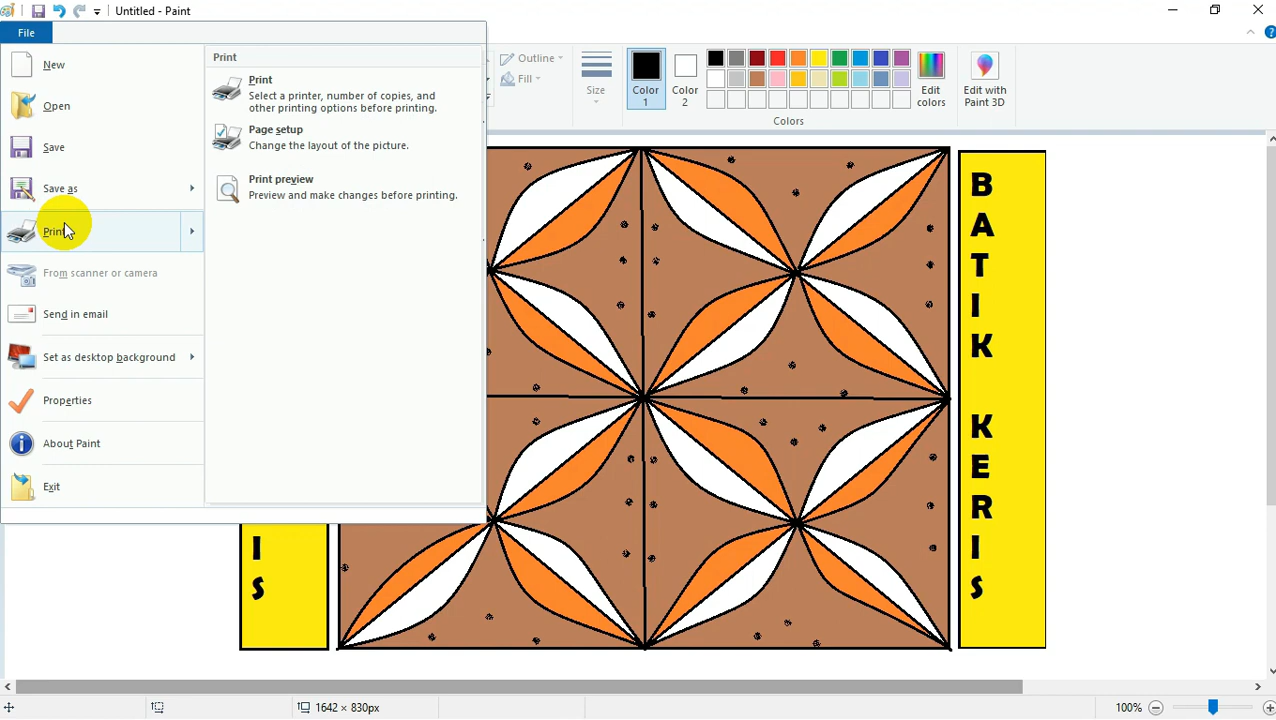 Untitled - Paint
File
New
Open
Save
Save as
Print
From scanner or camera
Send in email
Set as desktop background
Properties
About Paint
Exit
Print
Print
Select a printer, number of copies, and
other printing options before printing.
Page setup
Change the layout of the picture.
Print preview
Preview and make changes before printing.
Outline
Fill
Size
Color
1
Color
2
Edit
colors
Edit with
Paint 3D
Colors
I
S
B
A
T
I
K
K
E
R
I
S
1642 × 830px
100%